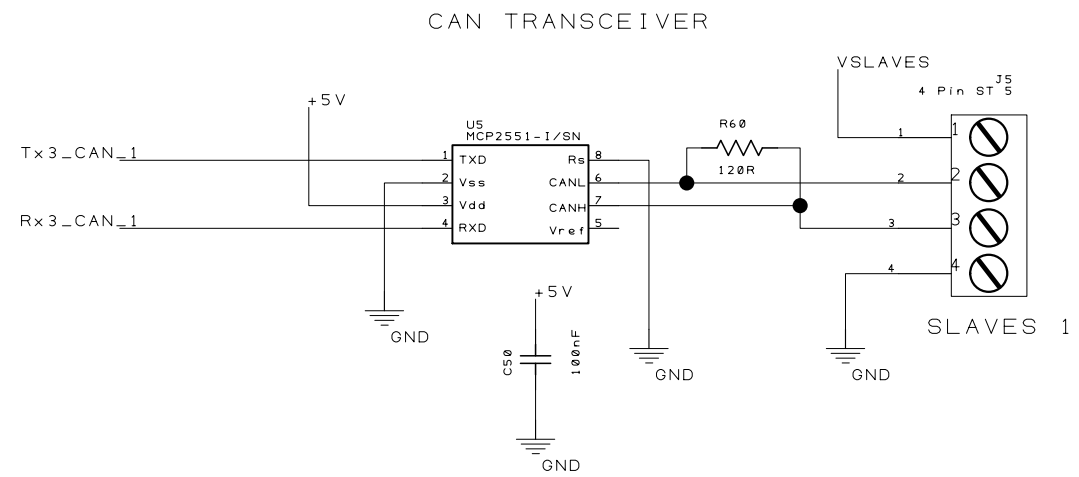 CAN TRANSCEIVER
VSLAVES
J5
4 Pin ST 5
+5V
U5
MCP2551-I/SN
R60
120R
Tx3_CAN_1
Rx3_CAN_1
1 TXD
2 Vss
3 Vdd
4 RXD
Rs 8
CANL 6
CANH 7
Vref 5
1 1
2 2
3 3
4 4
SLAVES 1
GND
+5V
C50
100nF
GND
GND
GND